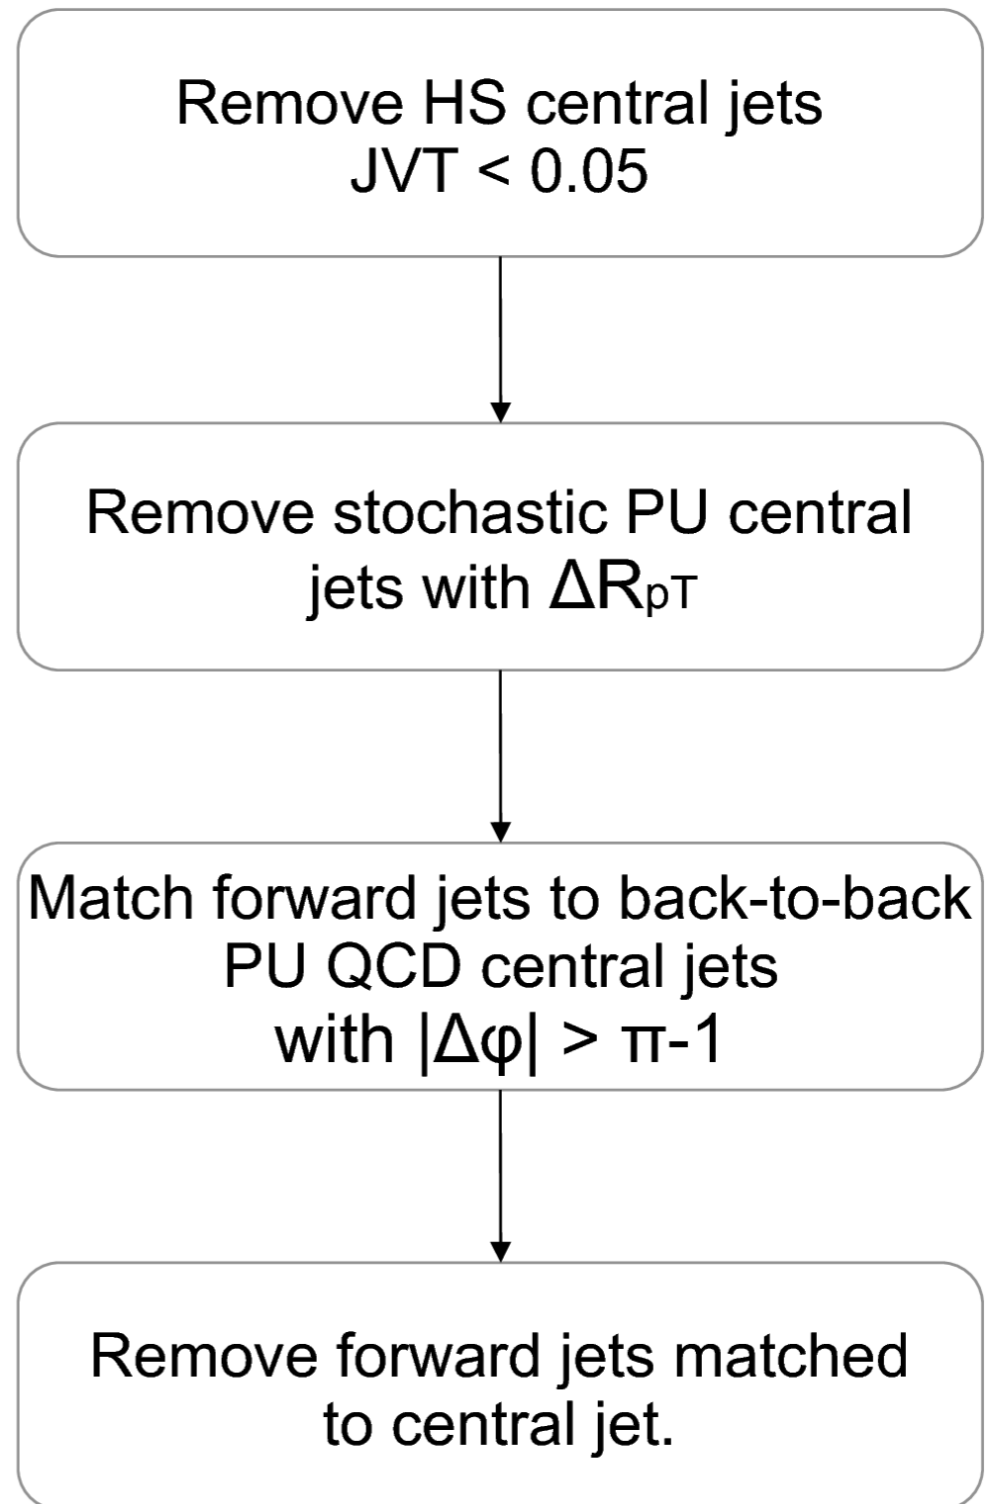 Remove HS central jets
JVT < 0.05
Remove stochastic PU central
jets with ΔRpT
Match forward jets to back-to-back
PU QCD central jets
with |Δφ| > π-1
Remove forward jets matched
to central jet.